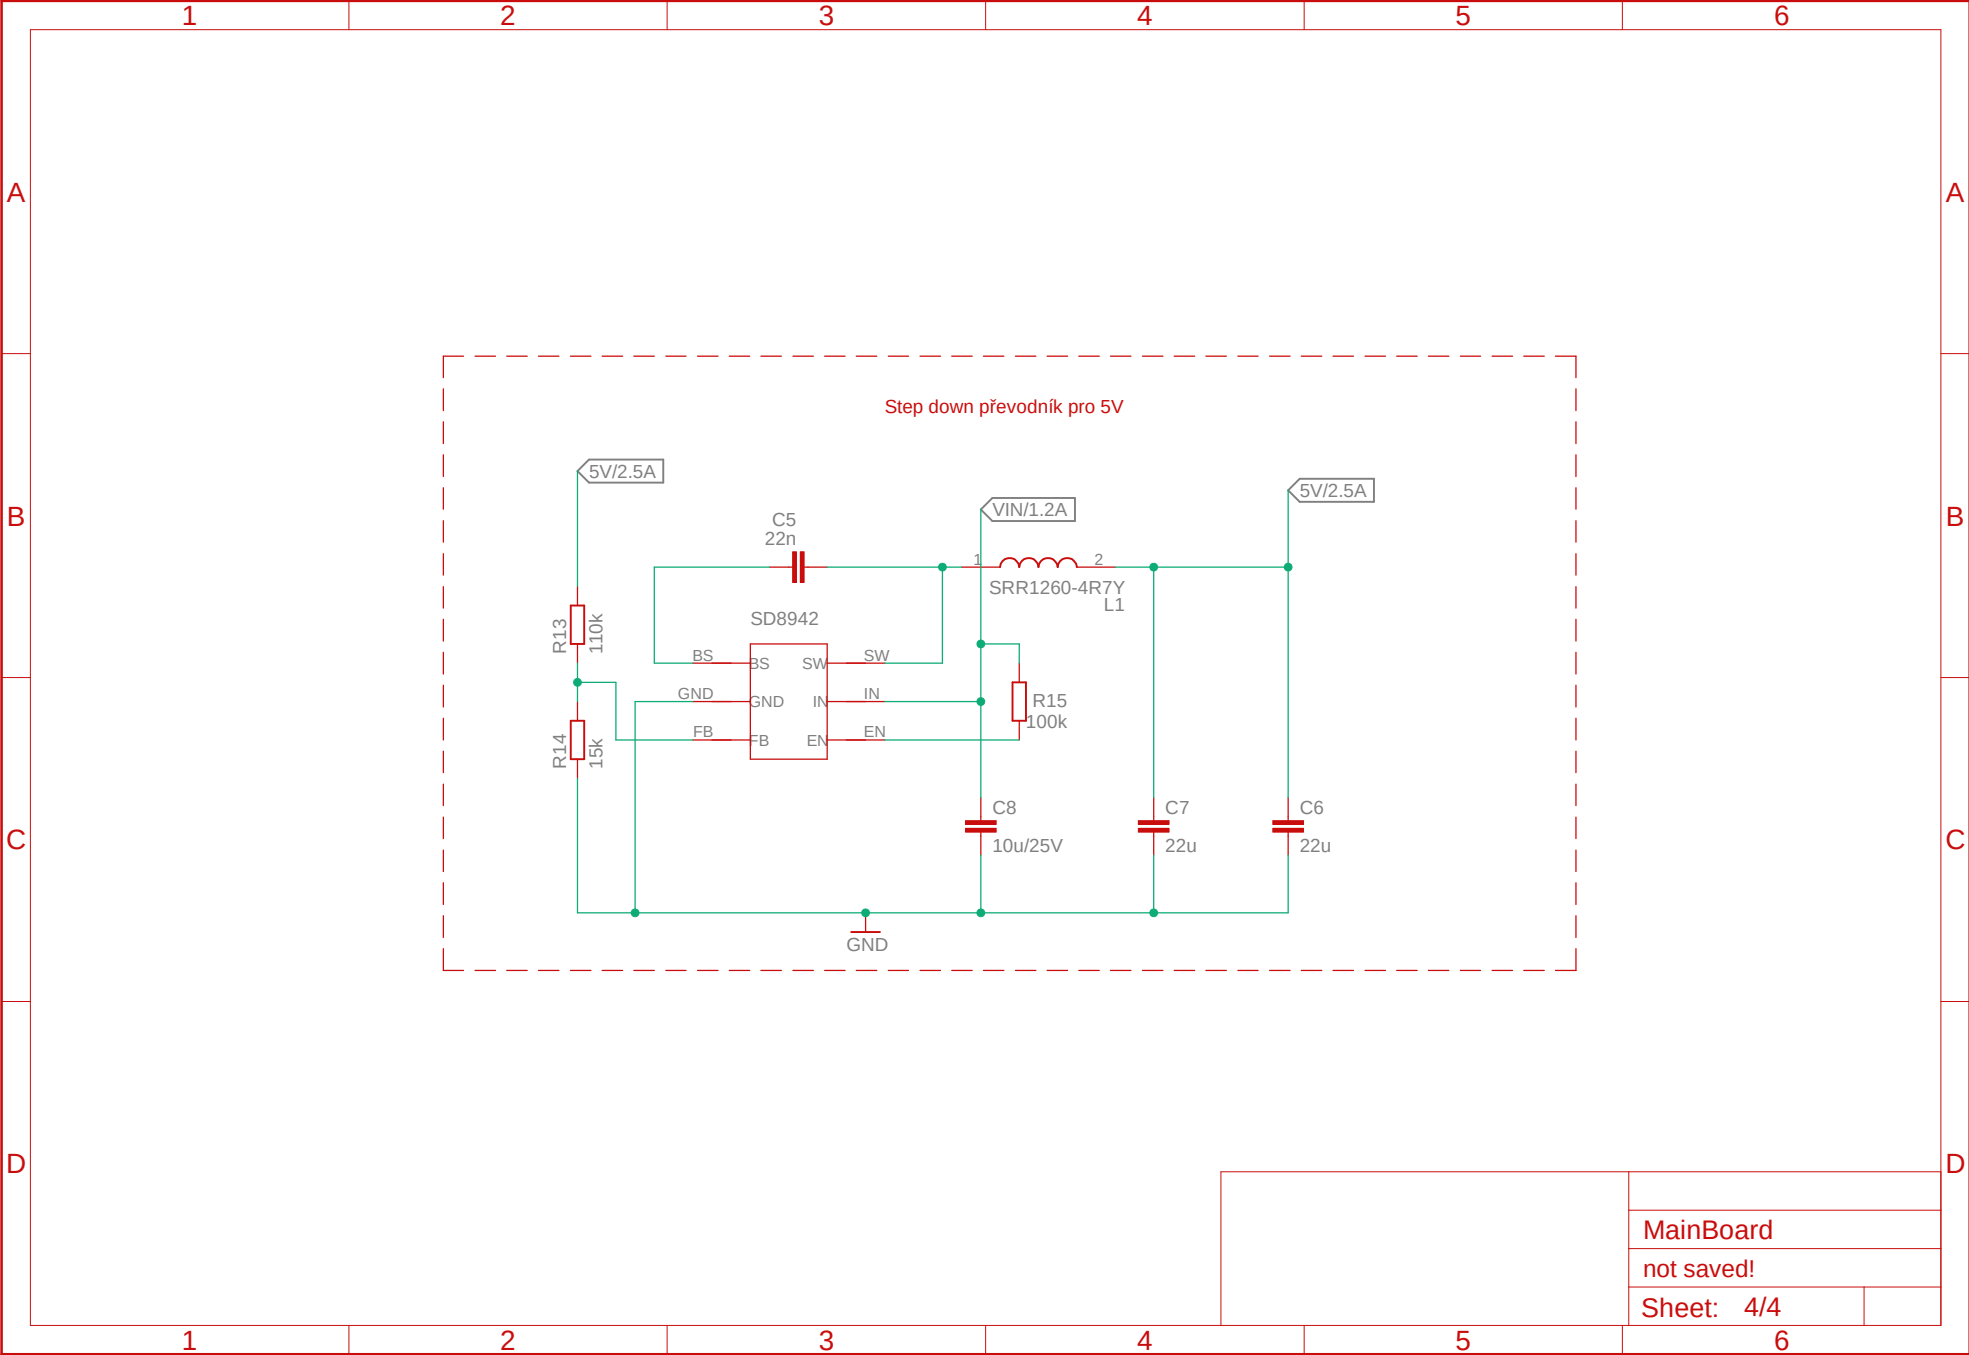 1 2 3 4 5 6
A A
Step down převodník pro 5V
5V/2.5A
5V/2.5A
VIN/1.2A
B B
C5
22n
1 2
SRR1260-4R7Y
L1
SD8942
R13
110k
BS BS SW SW
GND GND IN IN
FB FB EN EN
R15
100k
R14
15k
C8
10u/25V
C7
22u
C6
22u
C C
GND
D D
MainBoard
not saved!
Sheet: 4/4
1 2 3 4 5 6